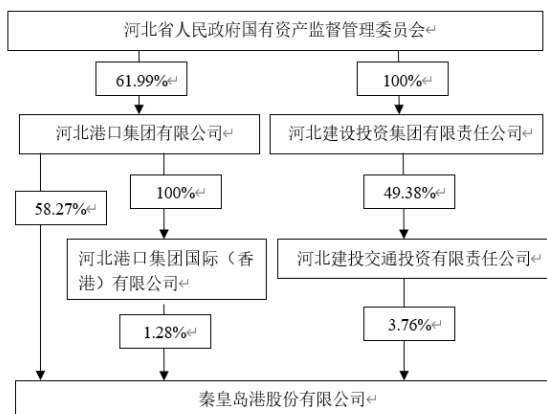 河北省人民政府国有资产监督管理委员会↵
61.99%↵
100%↵
河北港口集团有限公司↵
河北建设投资集团有限责任公司↵
58.27%↵
100%↵
49.38%↵
河北港口集团国际（香
港）有限公司↵
河北建投交通投资有限责任公司↵
1.28%↵
3.76%↵
秦皇岛港股份有限公司↵